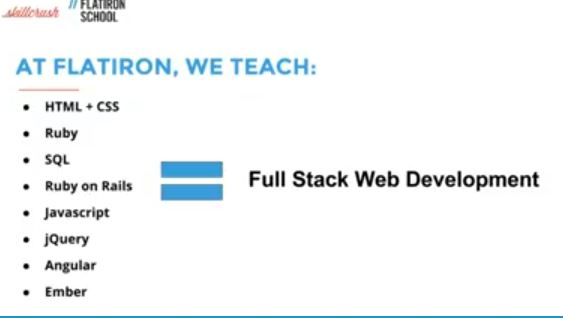 skillcrush
// FLATIRON
SCHOOL
AT FLATIRON, WE TEACH:
• HTML + CSS
• Ruby
• SQL
• Ruby on Rails
• Javascript
• jQuery
• Angular
• Ember
Full Stack Web Development